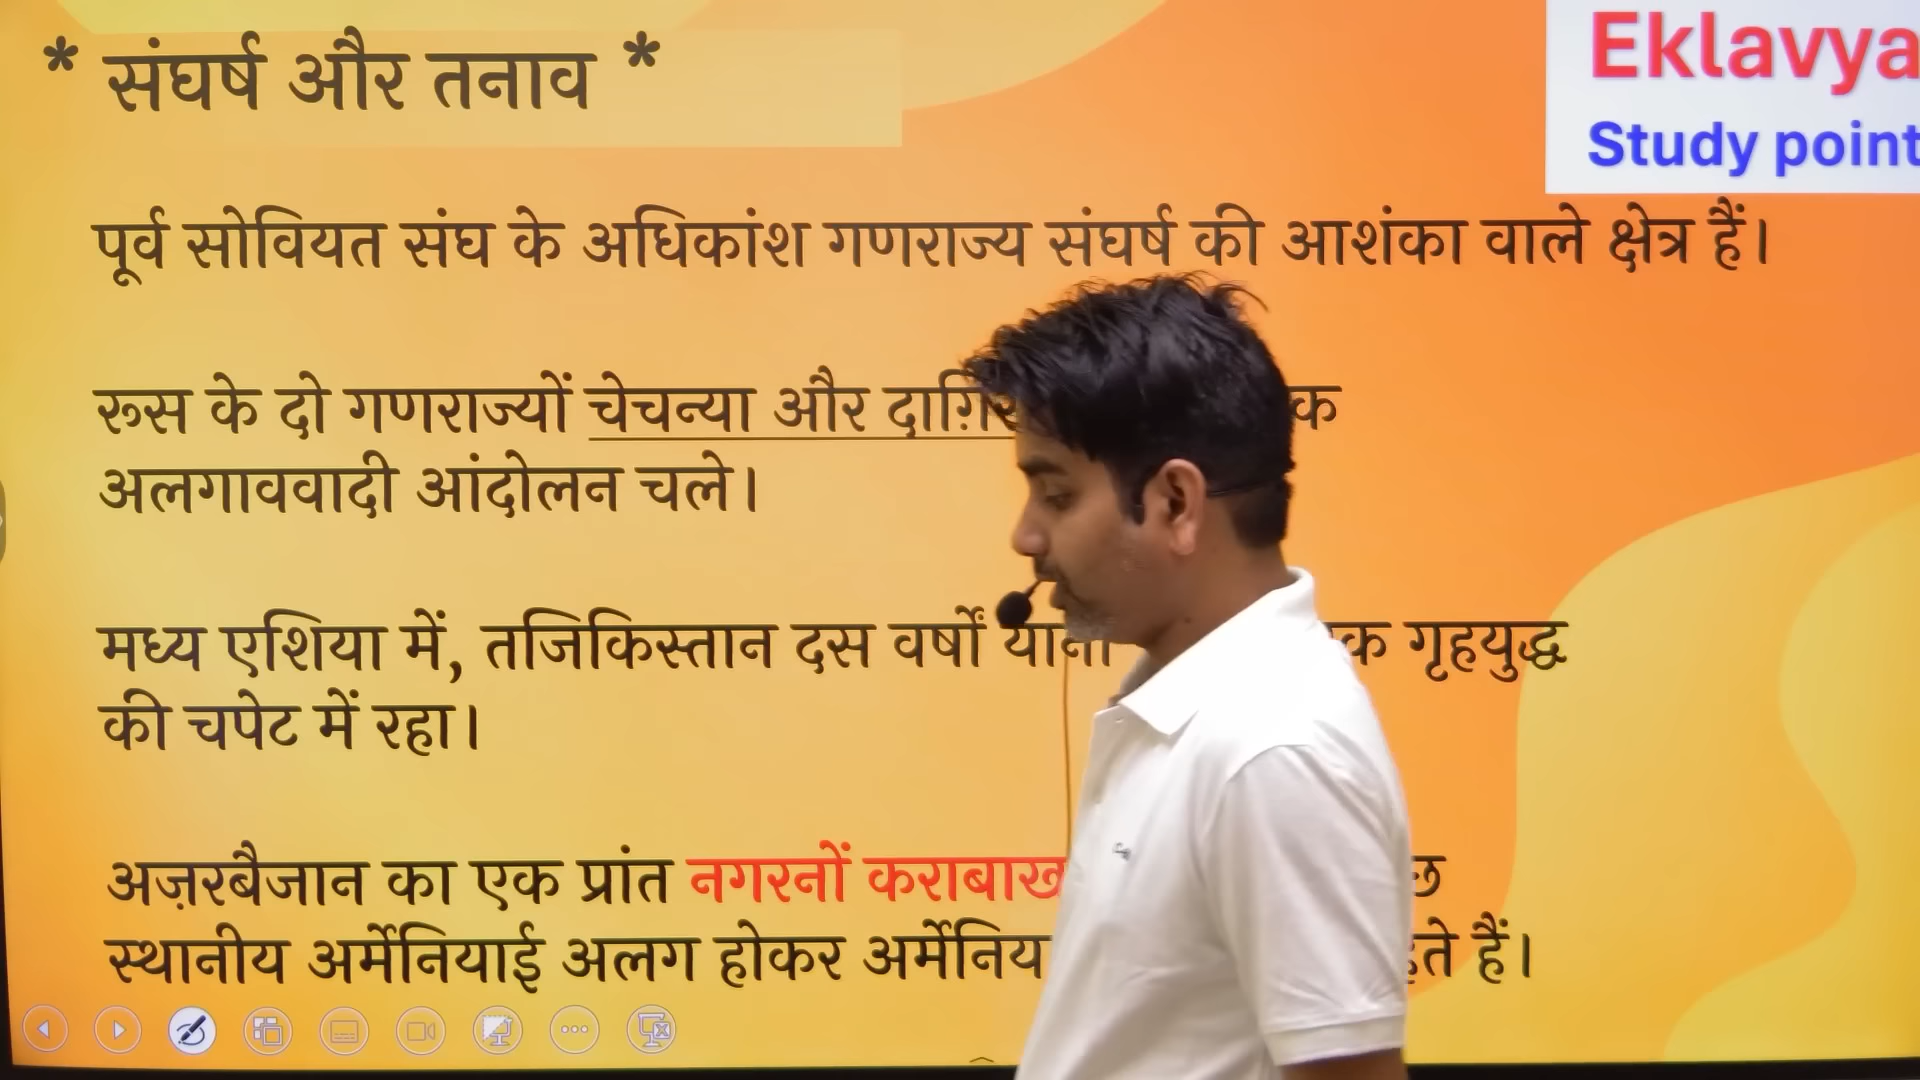 * संघर्ष और तनाव *
Eklavya
Study point
पूर्व सोवियत संघ के अधिकांश गणराज्य संघर्ष की आशंका वाले क्षेत्र हैं।
रूस के दो गणराज्यों चेचन्या और
अलगाववादी आंदोलन चले।
मध्य एशिया में, तजिकिस्तान दस वर्षों गृहयुद्ध
की चपेट में रहा।
अज़रबैजान का एक प्रांत नगरनों कराबाख
स्थानीय अर्मेनियाई अलग होकर हैं।